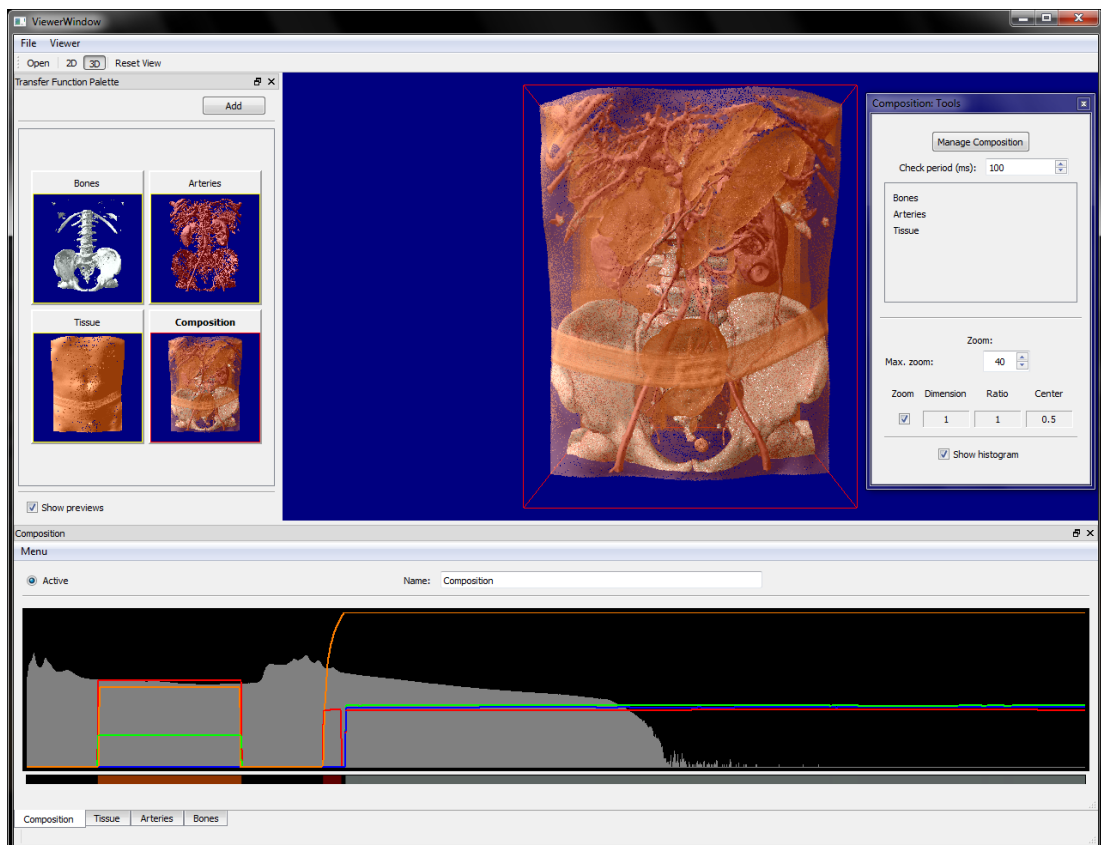 ViewerWindow
File Viewer
Open 2D 3D Reset View
Transfer Function Palette
Add
Bones Arteries
Tissue Composition
Show previews
Composition: Tools
Manage Composition
Check period (ms): 100
Bones
Arteries
Tissue
Zoom:
Max. zoom: 40
Zoom Dimension Ratio Center
1 1 0.5
Show histogram
Composition
Menu
Active Name: Composition
Composition Tissue Arteries Bones